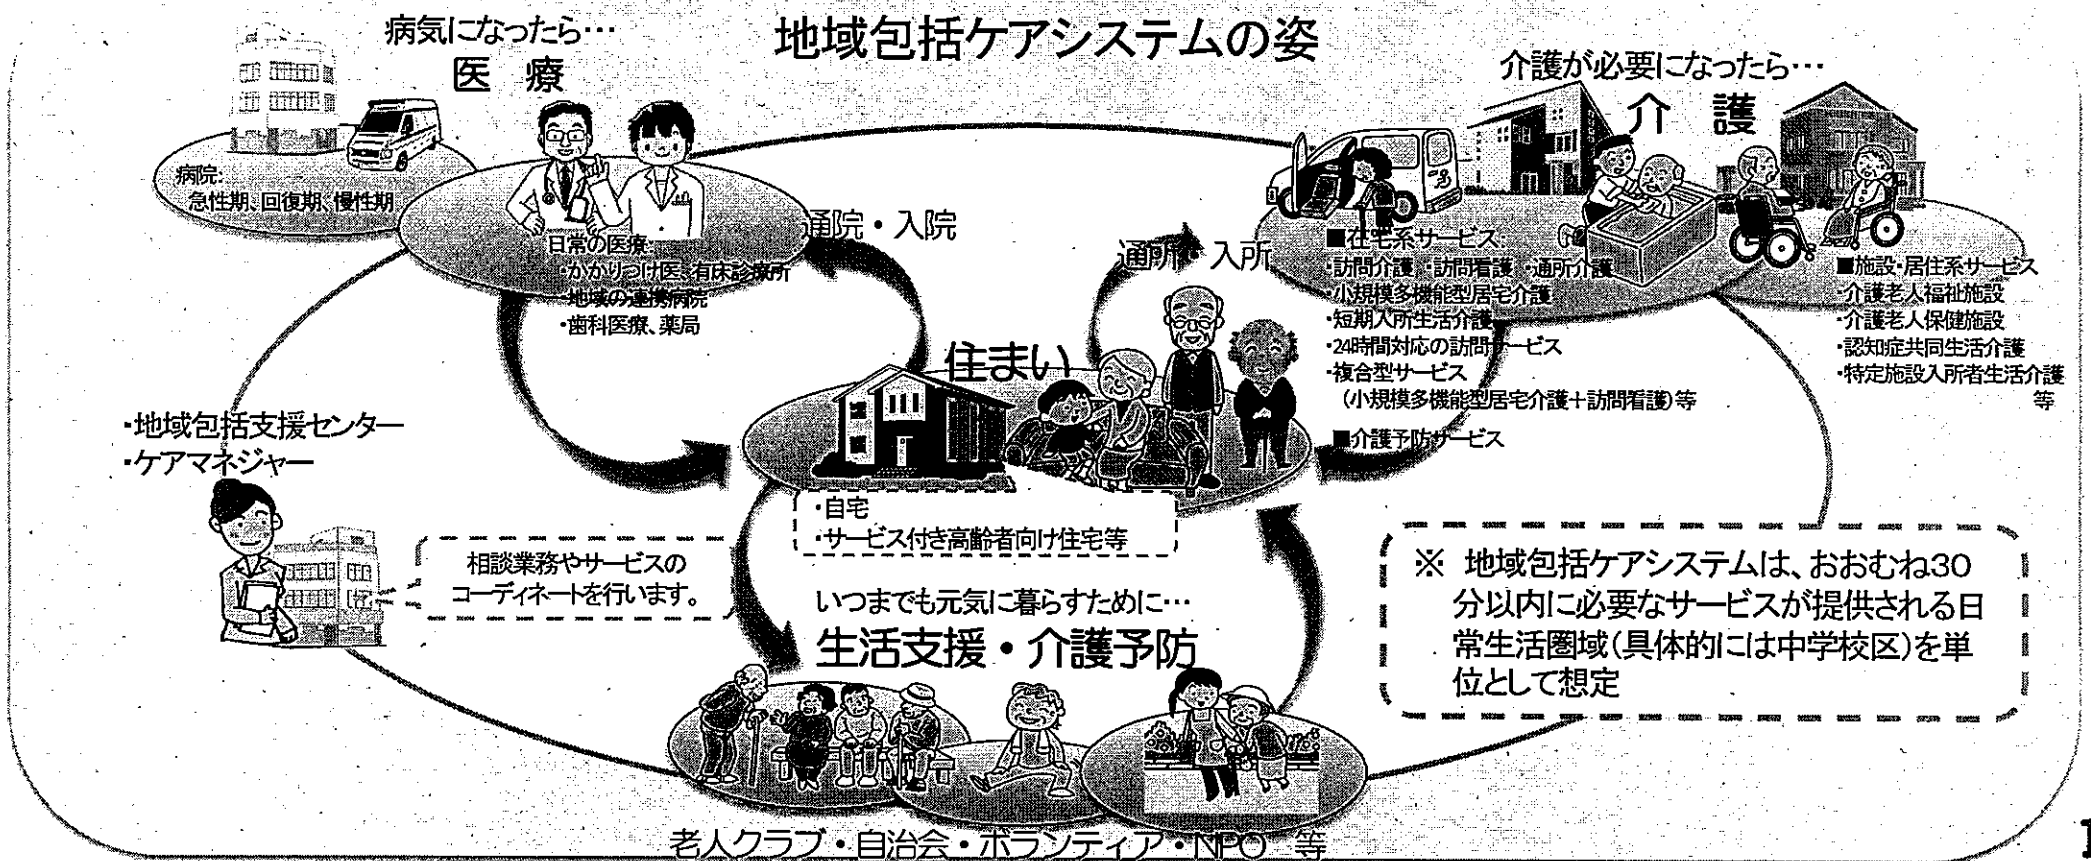 地域包括ケアシステムの姿
病気になったら…
医 療
病院:
急性期、回復期、慢性期
日常の医療:
・かかりつけ医、有床診療所
・地域の連携病院
・歯科医療、薬局
通院・入院
介護が必要になったら…
介 護
通所・入所
■在宅系サービス:
・訪問介護 ・訪問看護 ・通所介護
・小規模多機能型居宅介護
・短期入所生活介護
・24時間対応の訪問サービス
・複合型サービス
(小規模多機能型居宅介護+訪問看護)等
■介護予防サービス
■施設・居住系サービス
・介護老人福祉施設
・介護老人保健施設
・認知症共同生活介護
・特定施設入所者生活介護
等
住まい
・自宅
・サービス付き高齢者向け住宅等
・地域包括支援センター
・ケアマネジャー
相談業務やサービスの
コーディネートを行います。
いつまでも元気に暮らすために…
生活支援・介護予防
老人クラブ・自治会・ボランティア・NPO 等
※ 地域包括ケアシステムは、おおむね30
分以内に必要なサービスが提供される日
常生活圏域(具体的には中学校区)を単
位として想定